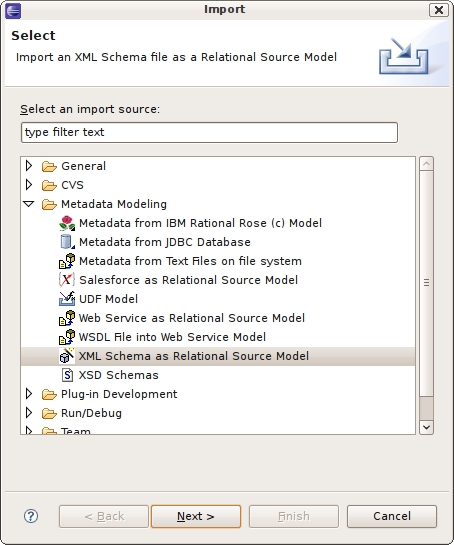 Import
Select
Import an XML Schema file as a Relational Source Model
Select an import source:
type filter text
General
CVS
Metadata Modeling
Metadata from IBM Rational Rose (c) Model
Metadata from JDBC Database
Metadata from Text Files on file system
Salesforce as Relational Source Model
UDF Model
Web Service as Relational Source Model
WSDL File into Web Service Model
XML Schema as Relational Source Model
XSD Schemas
Plug-in Development
Run/Debug
Team
< Back Next > Finish Cancel